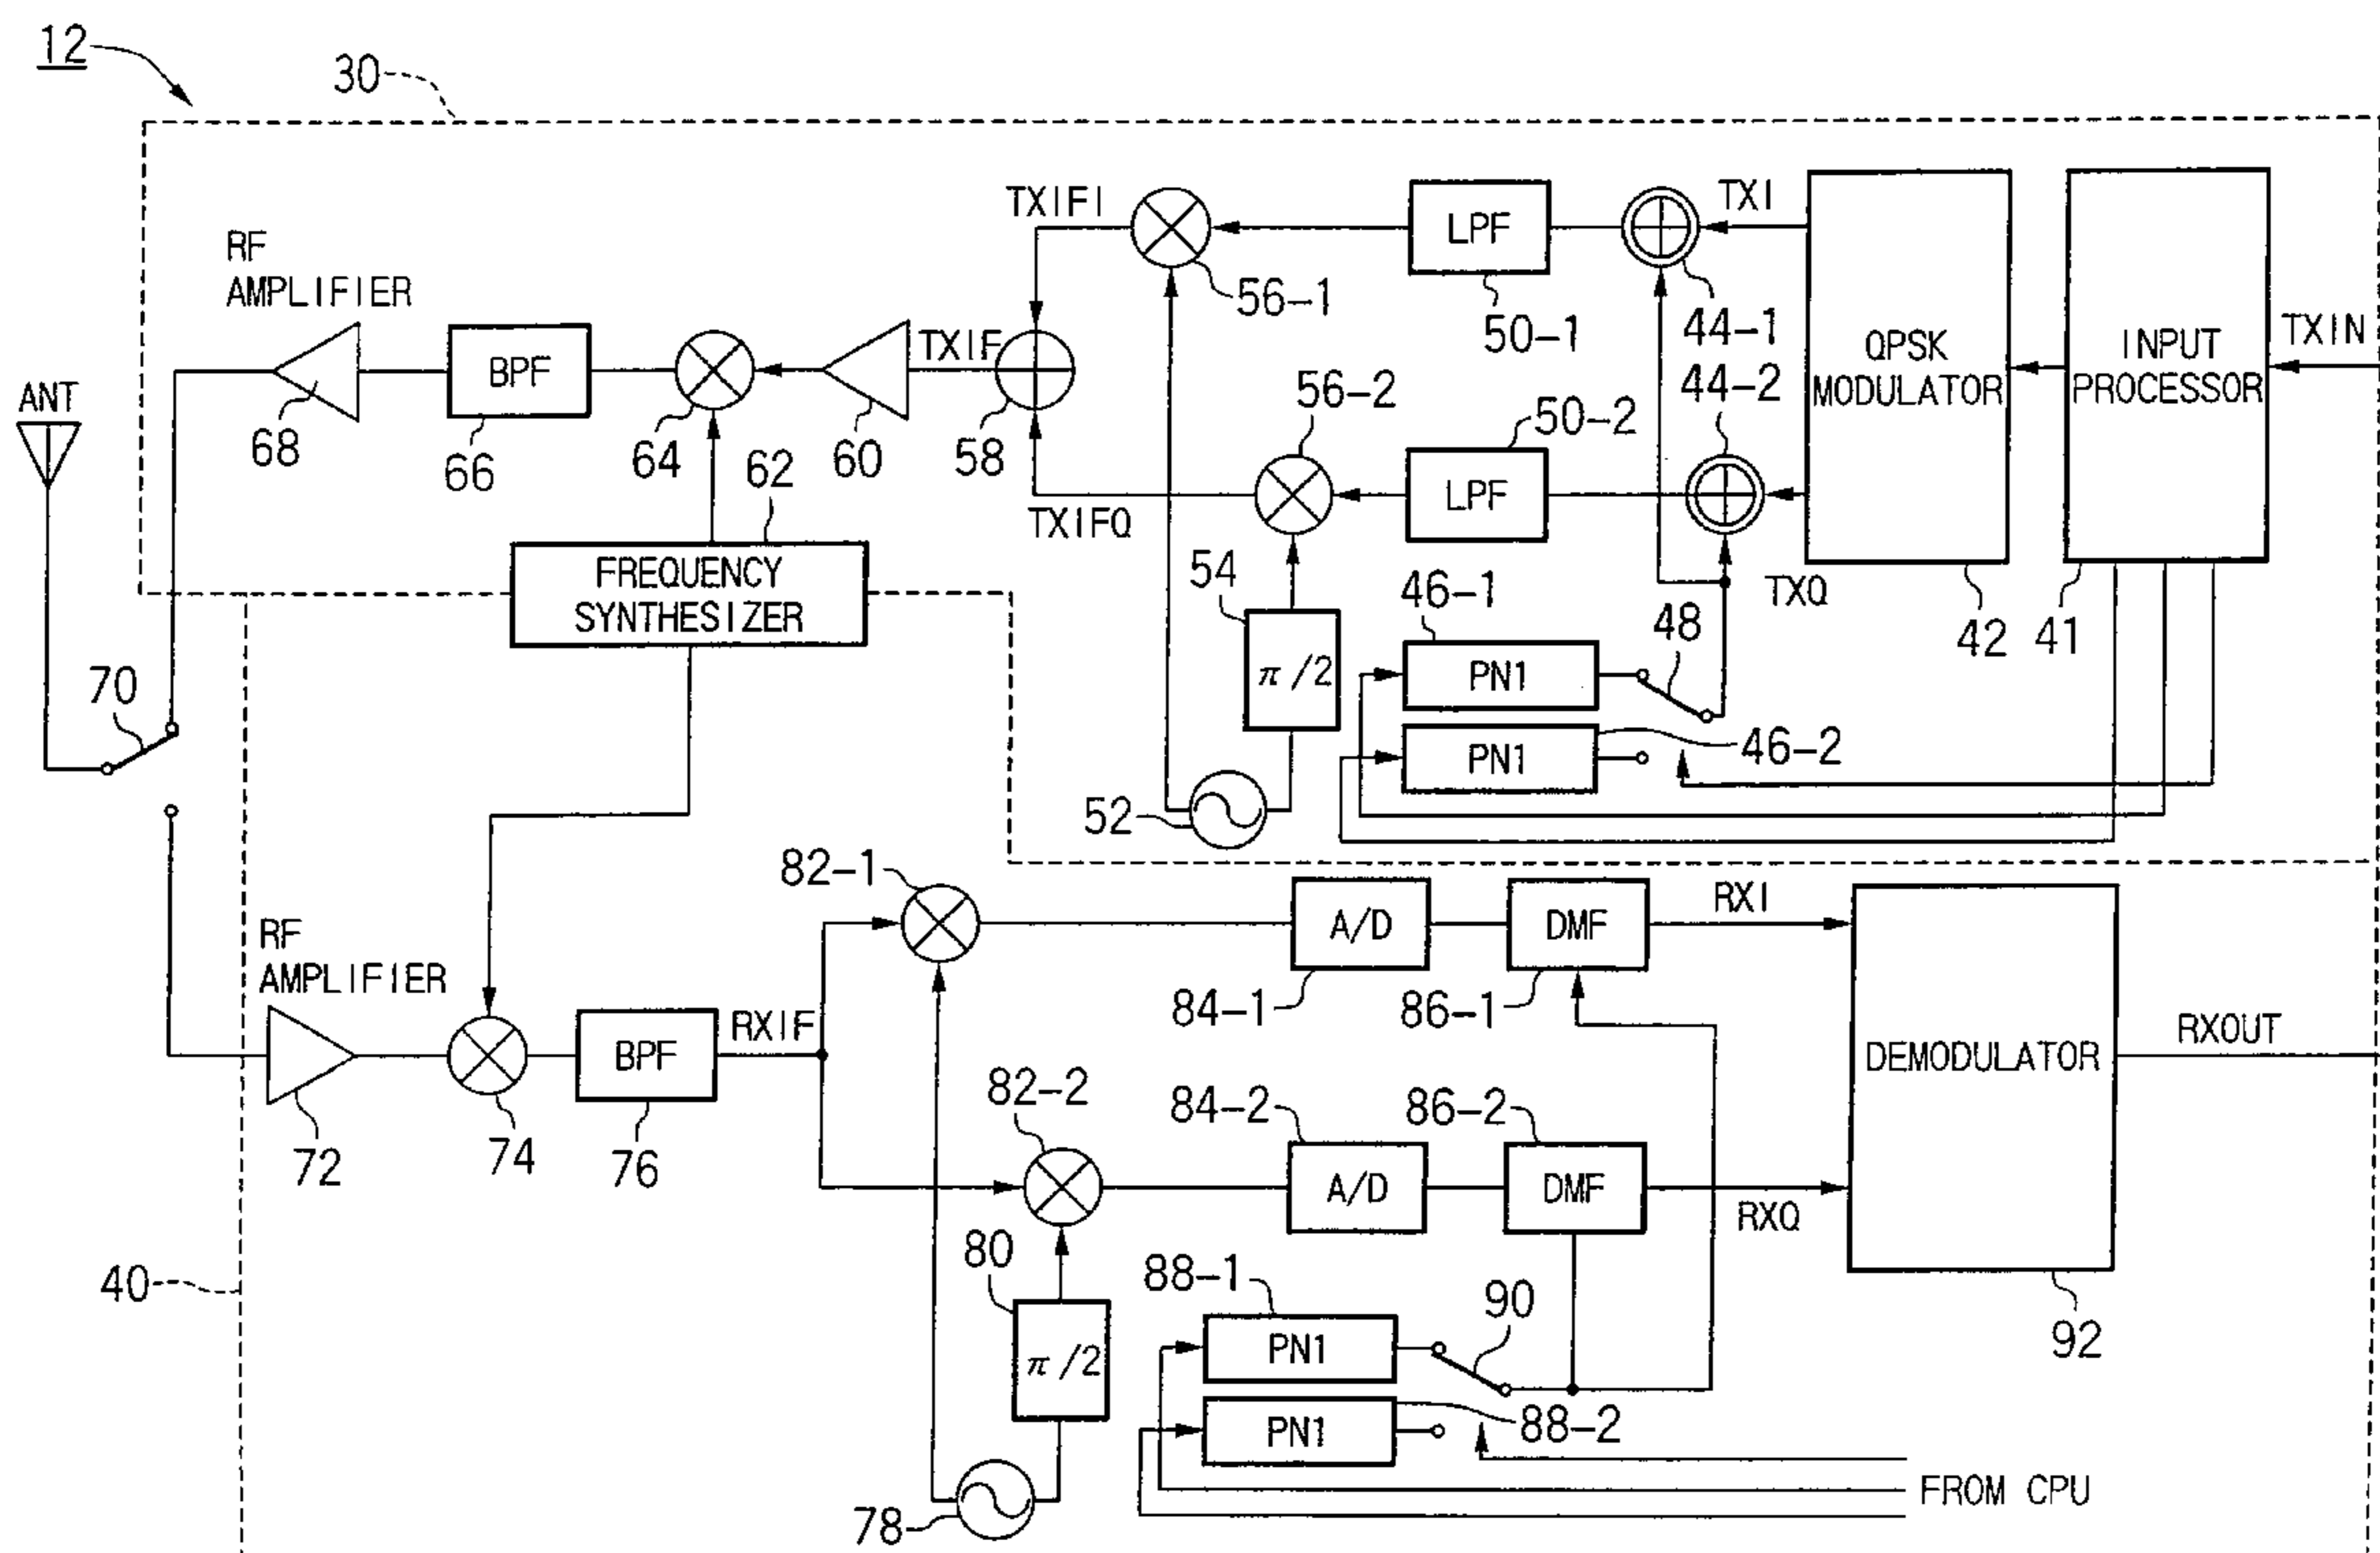 12
30
TXIFI
LPF
TXI
RF
AMPLIFIER
56-1
50-1
44-1
QPSK
MODULATOR
INPUT
PROCESSOR
TXIN
BPF
TXIF
56-2
44-2
ANT
68
66
64
60
58
50-2
62
LPF
TXIFQ
FREQUENCY
SYNTHESIZER
54
46-1
TXQ
48
42
41
70
π/2
PN1
PN1
46-2
52
82-1
A/D
DMF
RXI
RF
AMPLIFIER
84-1
86-1
BPF
RXIF
DEMODULATOR
RXOUT
82-2
84-2
86-2
72
74
76
A/D
DMF
RXQ
80
40
88-1
90
π/2
PN1
92
PN1
88-2
78
FROM CPU